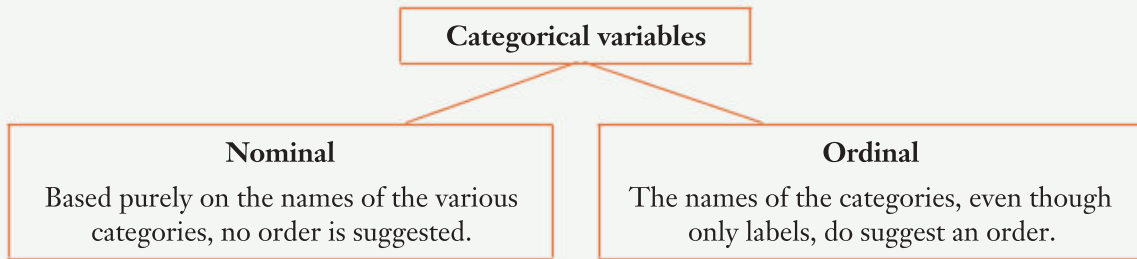 Categorical variables
Nominal
Based purely on the names of the various
categories, no order is suggested.
Ordinal
The names of the categories, even though
only labels, do suggest an order.